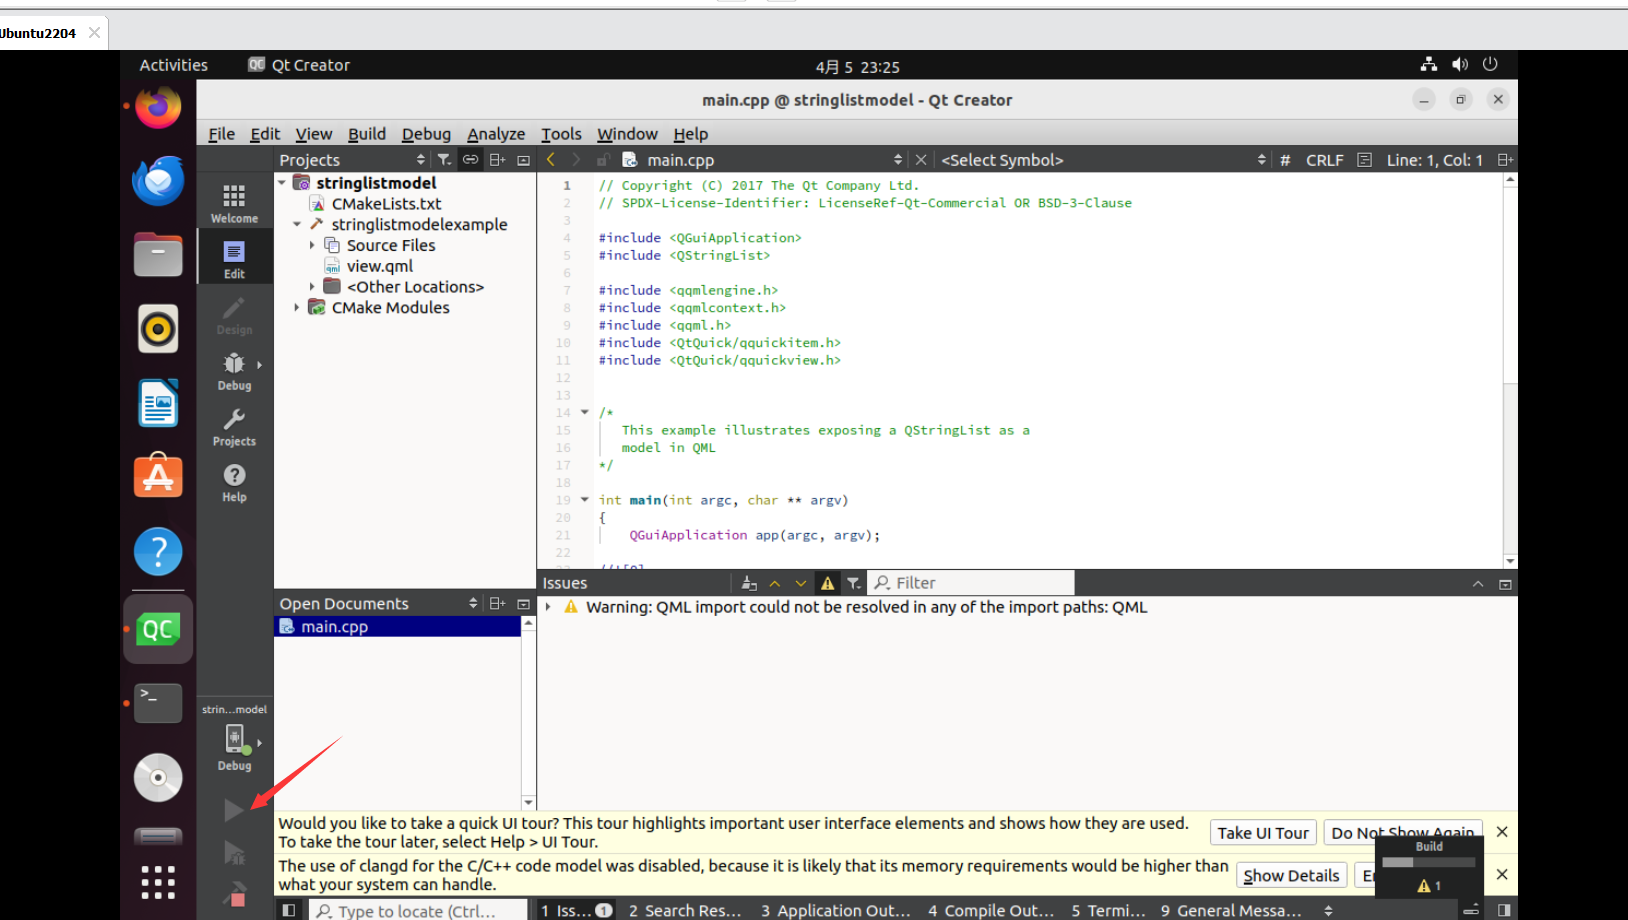 Ubuntu2204
Activities
QC Qt Creator
4月 5 23:25
main.cpp @ stringlistmodel - Qt Creator
File Edit View Build Debug Analyze Tools Window Help
Projects
main.cpp
<Select Symbol>
# CRLF
Line: 1, Col: 1
Welcome
Edit
Design
Debug
Projects
Help
stringlistmodel
CMakeLists.txt
stringlistmodelexample
Source Files
view.qml
<Other Locations>
CMake Modules
1 // Copyright (C) 2017 The Qt Company Ltd.
2 // SPDX-License-Identifier: LicenseRef-Qt-Commercial OR BSD-3-Clause
3
4 #include <QGuiApplication>
5 #include <QStringList>
6
7 #include <qqmlengine.h>
8 #include <qqmlcontext.h>
9 #include <qqml.h>
10 #include <QtQuick/qquickitem.h>
11 #include <QtQuick/qquickview.h>
12
13
14 /*
15 This example illustrates exposing a QStringList as a
16 model in QML
17 */
18
19 int main(int argc, char ** argv)
20 {
21 QGuiApplication app(argc, argv);
22
Issues
Filter
Warning: QML import could not be resolved in any of the import paths: QML
Open Documents
main.cpp
QC
strin...model
Debug
Would you like to take a quick UI tour? This tour highlights important user interface elements and shows how they are used.
To take the tour later, select Help > UI Tour.
Take UI Tour
Do Not Show Again
The use of clangd for the C/C++ code model was disabled, because it is likely that its memory requirements would be higher than
what your system can handle.
Show Details
Build
1
Type to locate (Ctrl...
1 Iss... 1
2 Search Res...
3 Application Out...
4 Compile Out...
5 Termi...
9 General Messa...